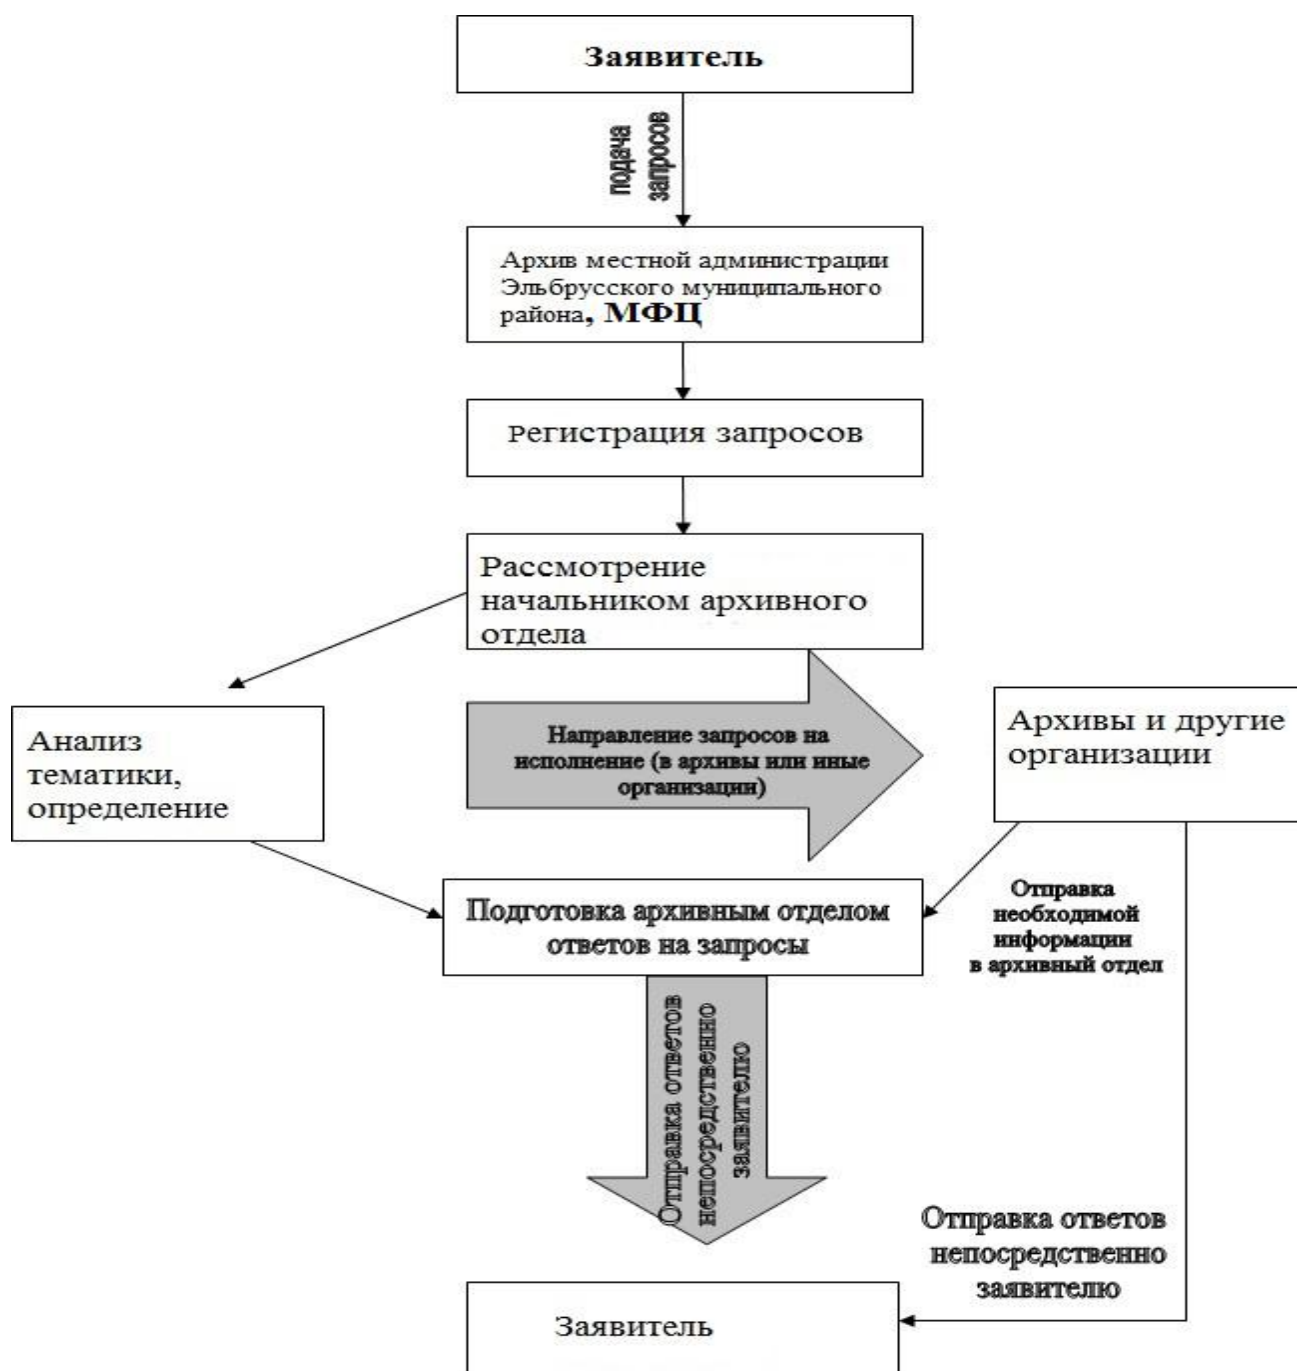 Заявитель
подача
запросов
Архив местной администрации
Эльбрусского муниципального
района, МФЦ
Регистрация запросов
Рассмотрение
начальником архивного
отдела
Анализ
тематики,
определение
Направление запросов на
исполнение (в архивы или иные
организации)
Архивы и другие
организации
Подготовка архивным отделом
ответов на запросы
Отправка
необходимой
информации
в архивный отдел
Отправка ответов
непосредственно
заявителю
Отправка ответов
непосредственно
заявителю
Заявитель